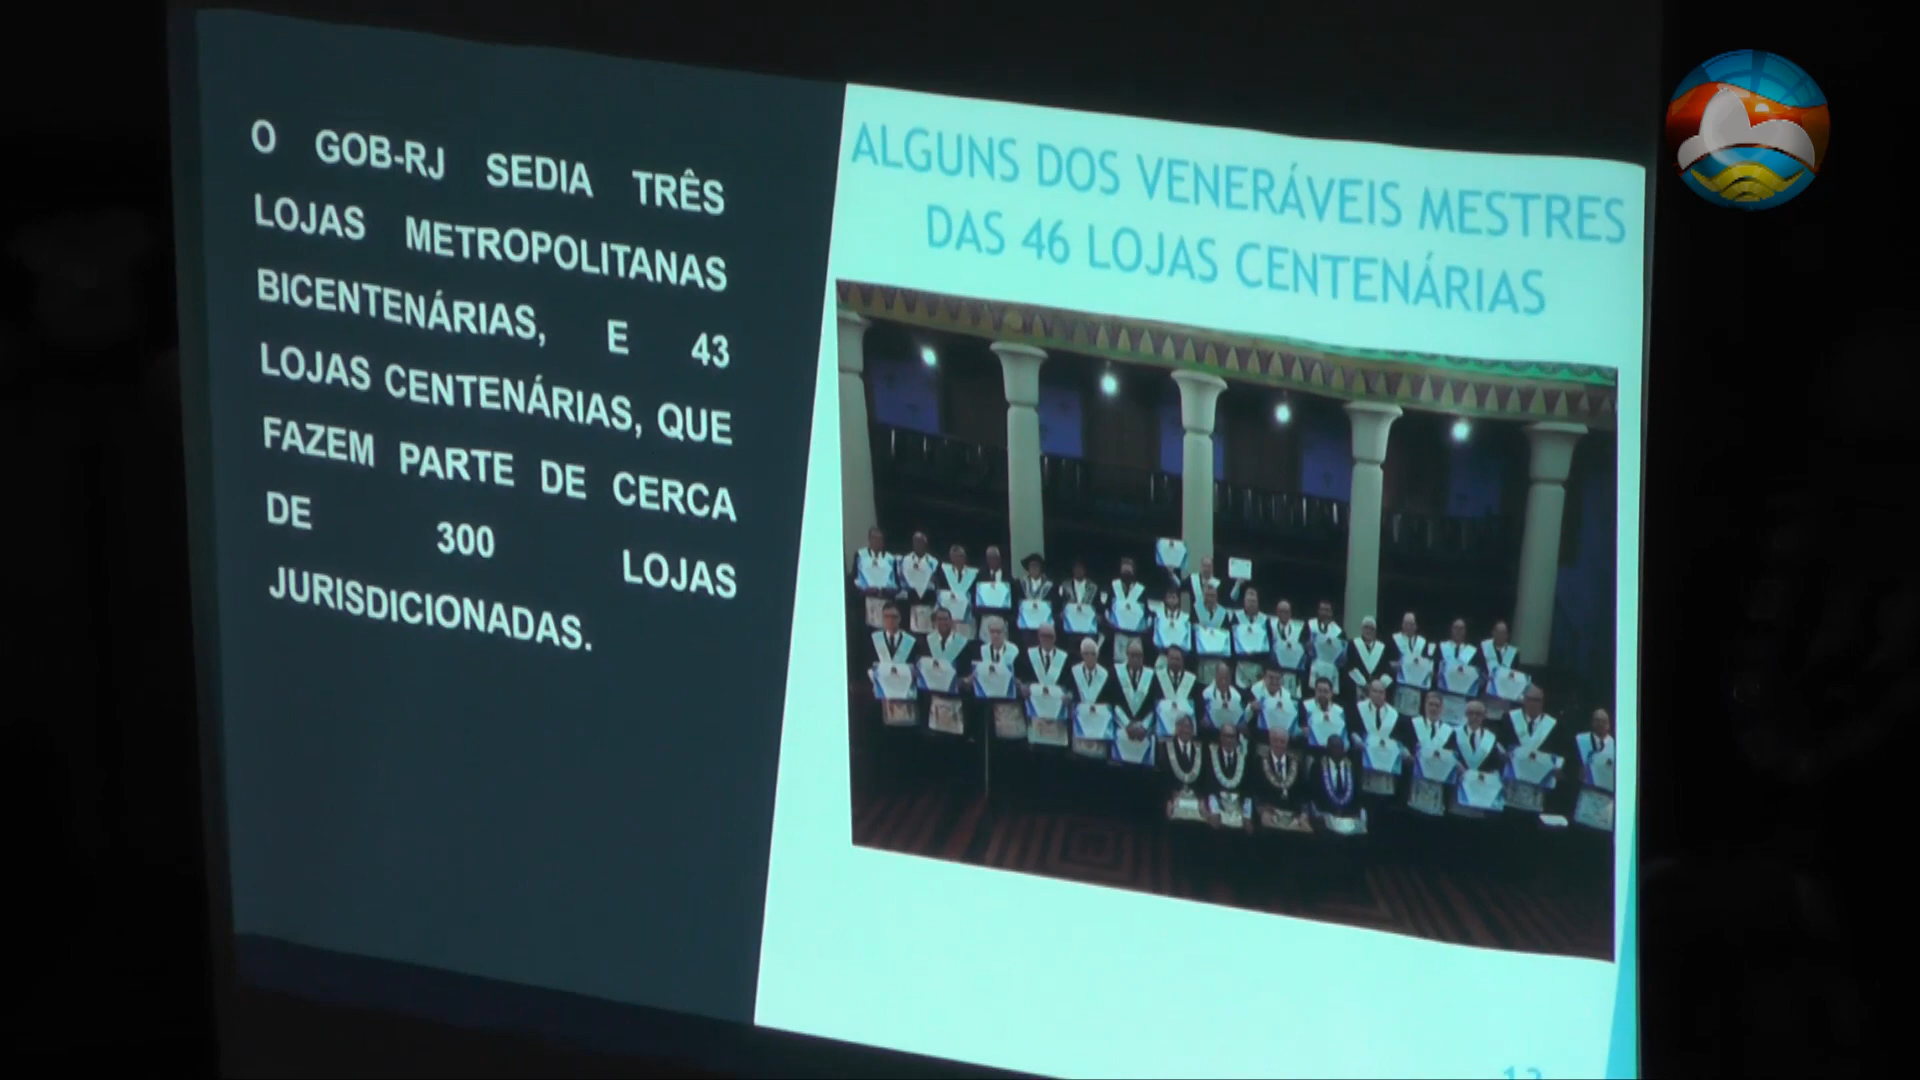 O GOB-RJ SEDIA TRÊS
LOJAS METROPOLITANAS
BICENTENÁRIAS, E 43
LOJAS CENTENÁRIAS, QUE
FAZEM PARTE DE CERCA
DE 300 LOJAS
JURISDICIONADAS.
ALGUNS DOS VENERÁVEIS MESTRES
DAS 46 LOJAS CENTENÁRIAS